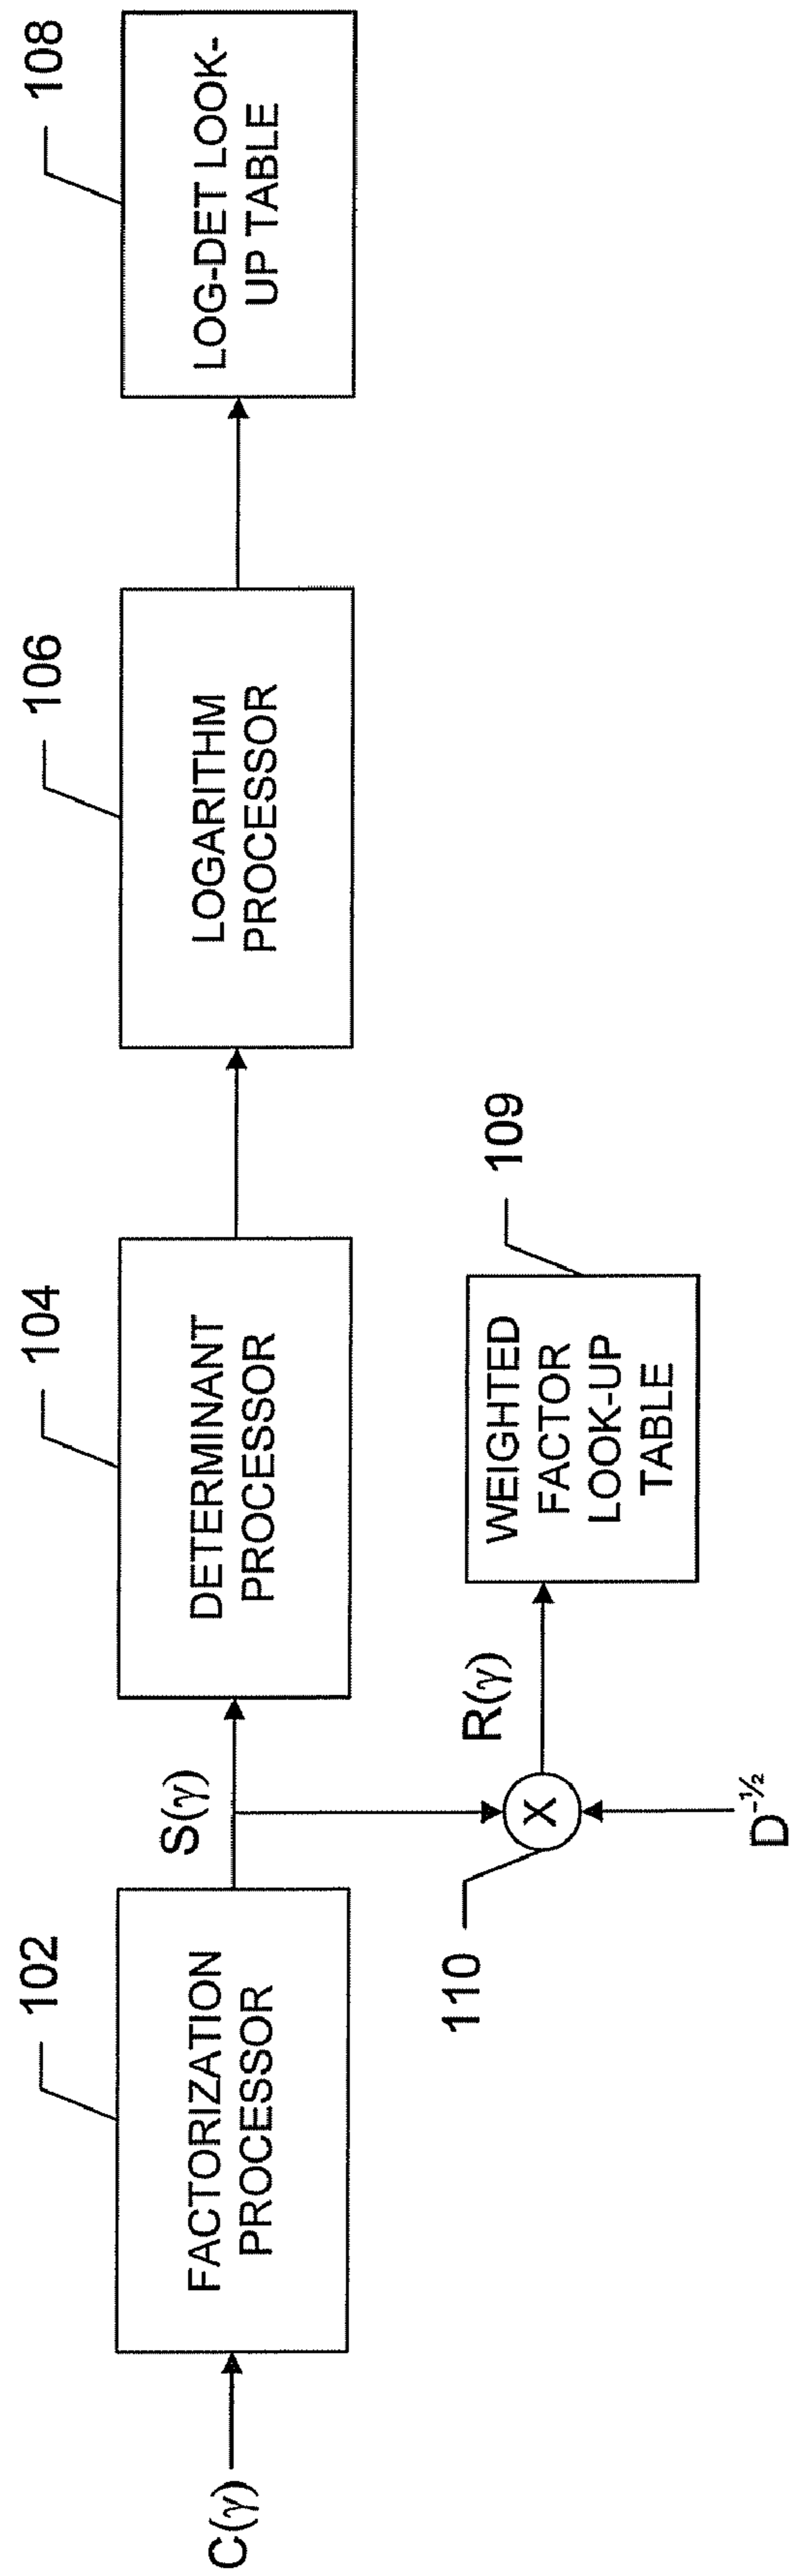 C(γ)
102
FACTORIZATION
PROCESSOR
S(γ)
104
DETERMINANT
PROCESSOR
106
LOGARITHM
PROCESSOR
108
LOG-DET LOOK-
UP TABLE
110
X
D-½
R(γ)
109
WEIGHTED
FACTOR
LOOK-UP
TABLE